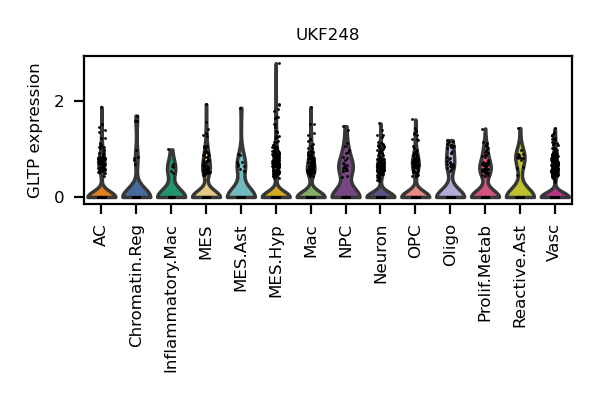 UKF248
GLTP expression
2
0
AC
Chromatin.Reg
Inflammatory.Mac
MES
MES.Ast
MES.Hyp
Mac
NPC
Neuron
OPC
Oligo
Prolif.Metab
Reactive.Ast
Vasc